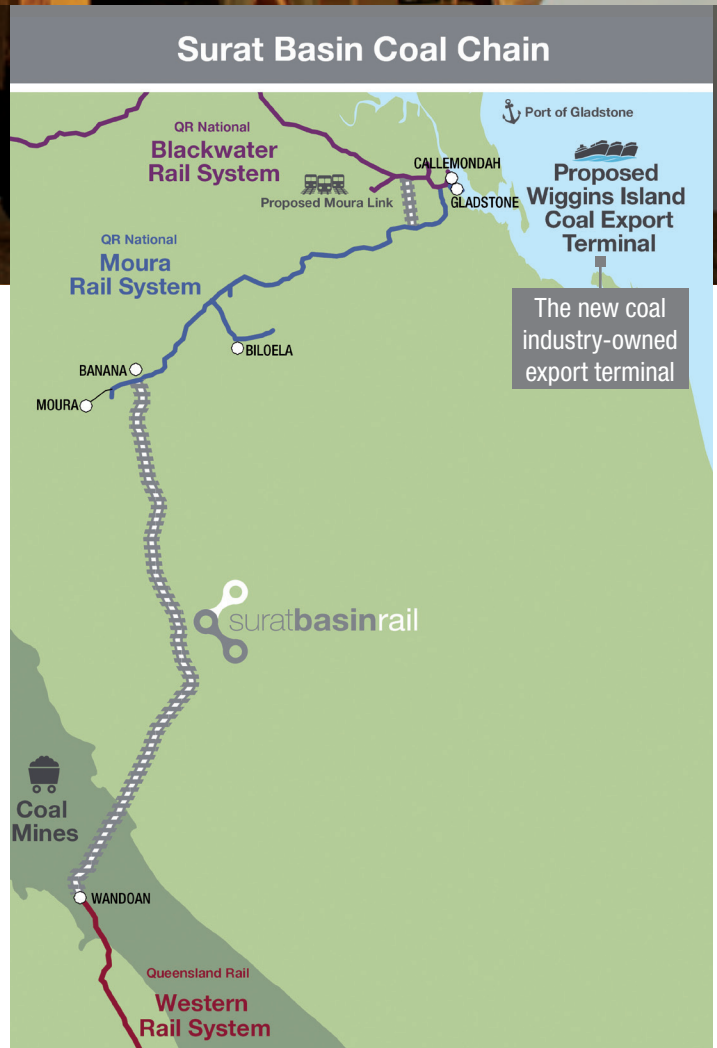 Surat Basin Coal Chain
QR National
Blackwater
Rail System
Port of Gladstone
CALLEMONDAH
Proposed Moura Link
GLADSTONE
Proposed
Wiggins Island
Coal Export
Terminal
QR National
Moura
Rail System
The new coal
industry-owned
export terminal
BILOELA
BANANA
MOURA
suratbasinrail
Coal
Mines
WANDOAN
Queensland Rail
Western
Rail System